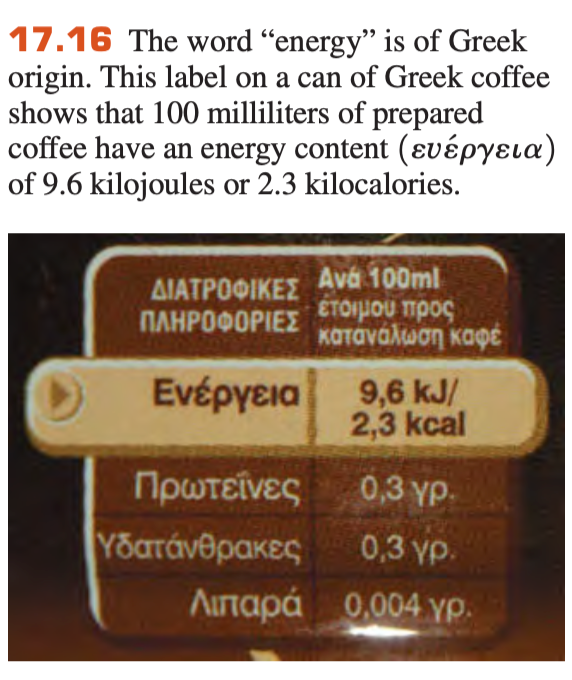 17.16 The word “energy” is of Greek
origin. This label on a can of Greek coffee
shows that 100 milliliters of prepared
coffee have an energy content (ευέργεια)
of 9.6 kilojoules or 2.3 kilocalories.
ΔΙΑΤΡΟΦΙΚΕΣ
ΠΛΗΡΟΦΟΡΙΕΣ
Ανά 100ml
έτοιμου προς
κατανάλωση καφέ
Ενέργεια
9,6 kJ/
2,3 kcal
Πρωτεΐνες 0,3 γρ.
Υδατάνθρακες 0,3 γρ.
Λιπαρά 0,004 γρ.